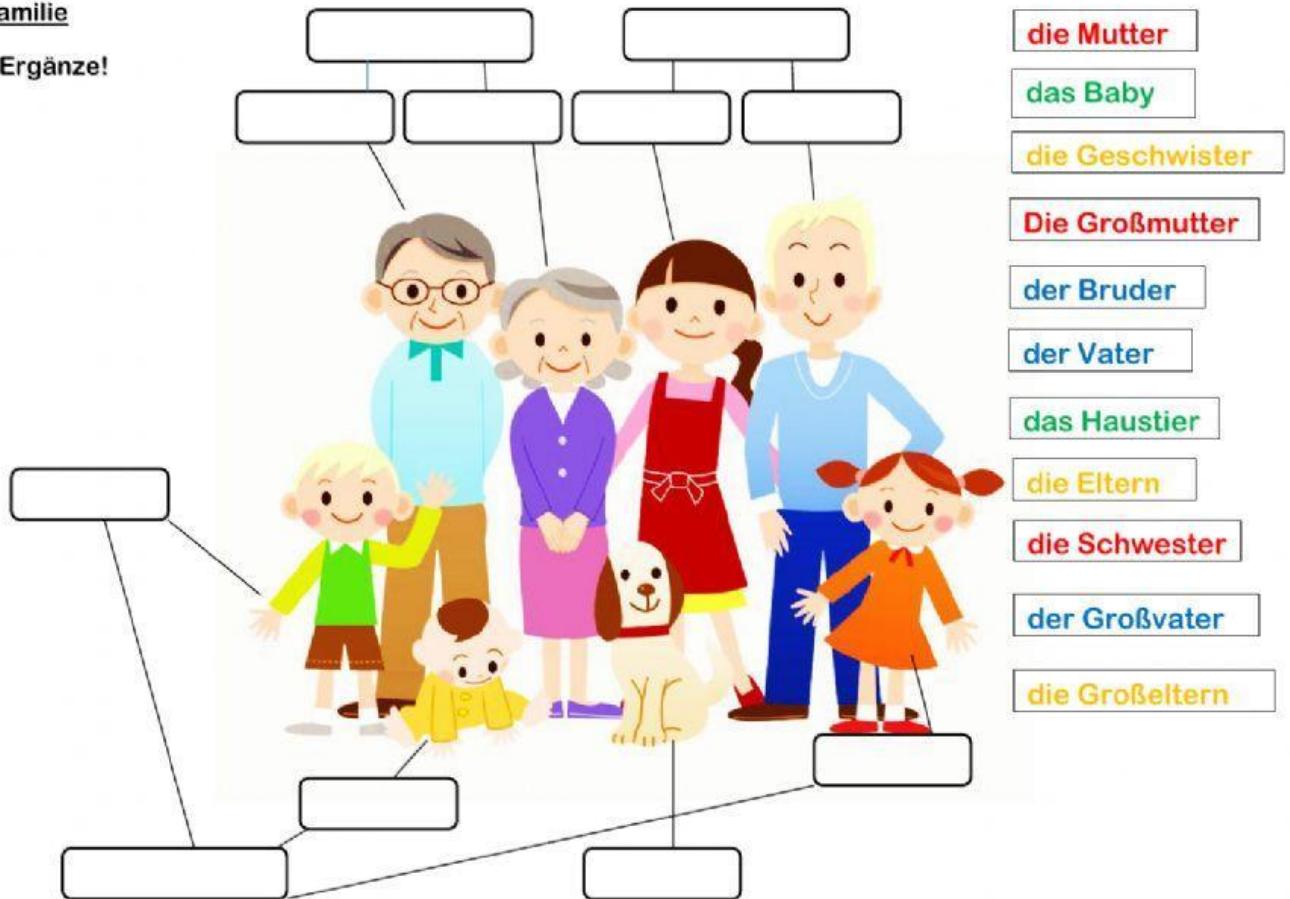 amilie
Ergänze!
die Mutter
das Baby
die Geschwister
Die Großmutter
der Bruder
der Vater
das Haustier
die Eltern
die Schwester
der Großvater
die Großeltern